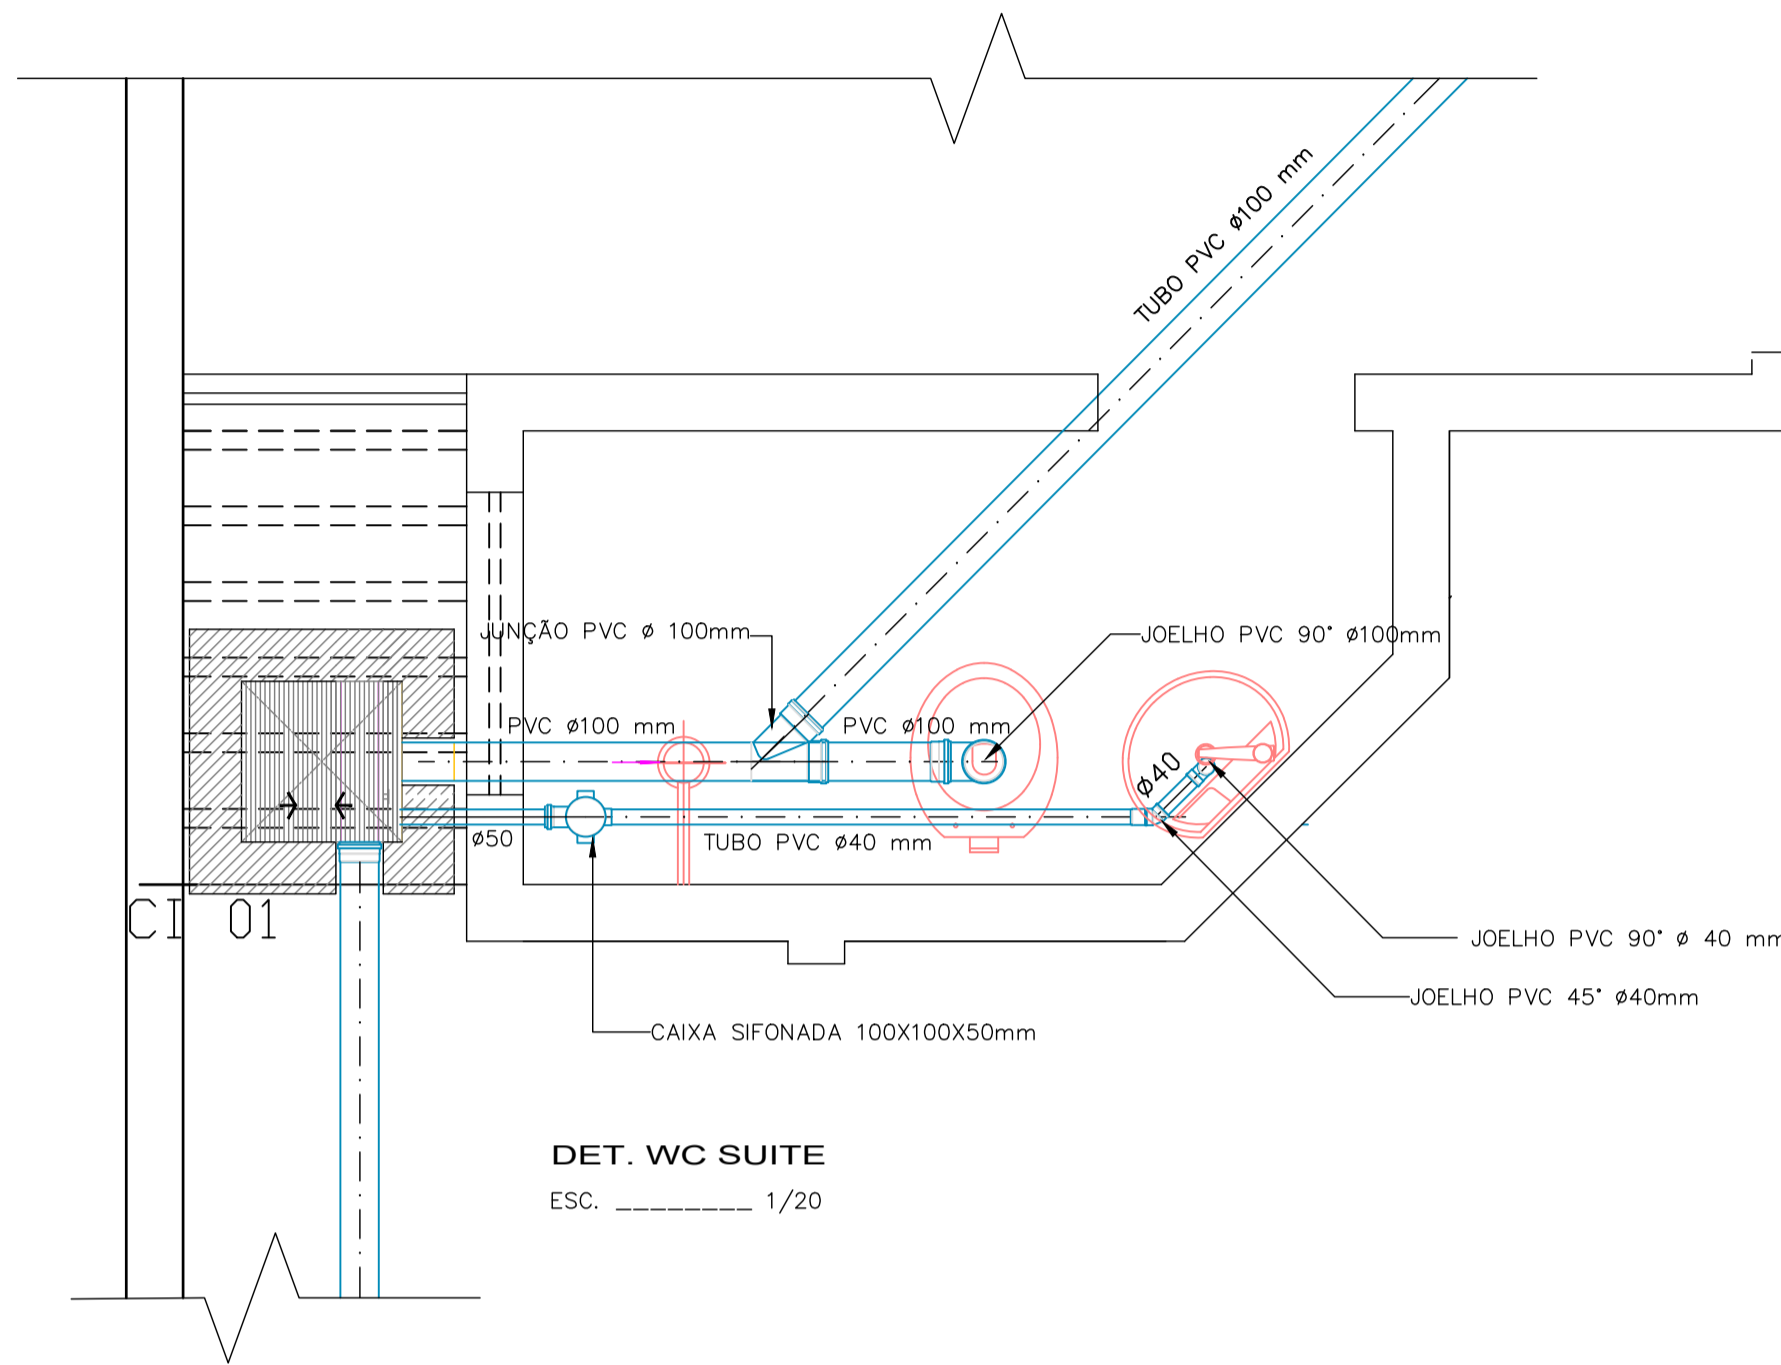 TUBO PVC ø100 mm
JUNÇÃO PVC ø 100mm
JOELHO PVC 90° ø100mm
PVC ø100 mm
PVC ø100 mm
ø40
ø50
TUBO PVC ø40 mm
CI 01
JOELHO PVC 90° ø 40 mm
JOELHO PVC 45° ø40mm
CAIXA SIFONADA 100X100X50mm
DET. WC SUITE
ESC. ________ 1/20